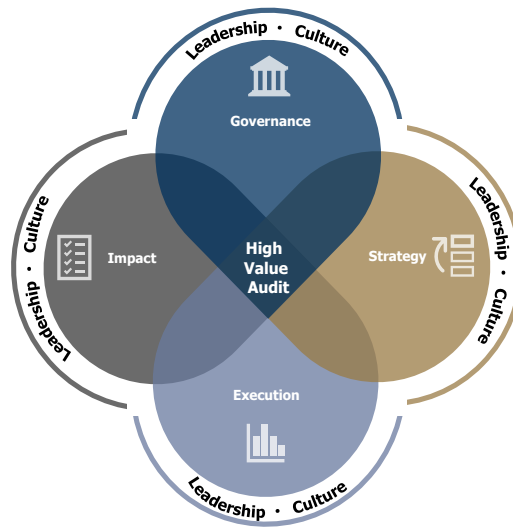 Leadership · Culture
Governance
Leadership · Culture
Impact
High
Value
Audit
Strategy
Leadership · Culture
Execution
Leadership · Culture